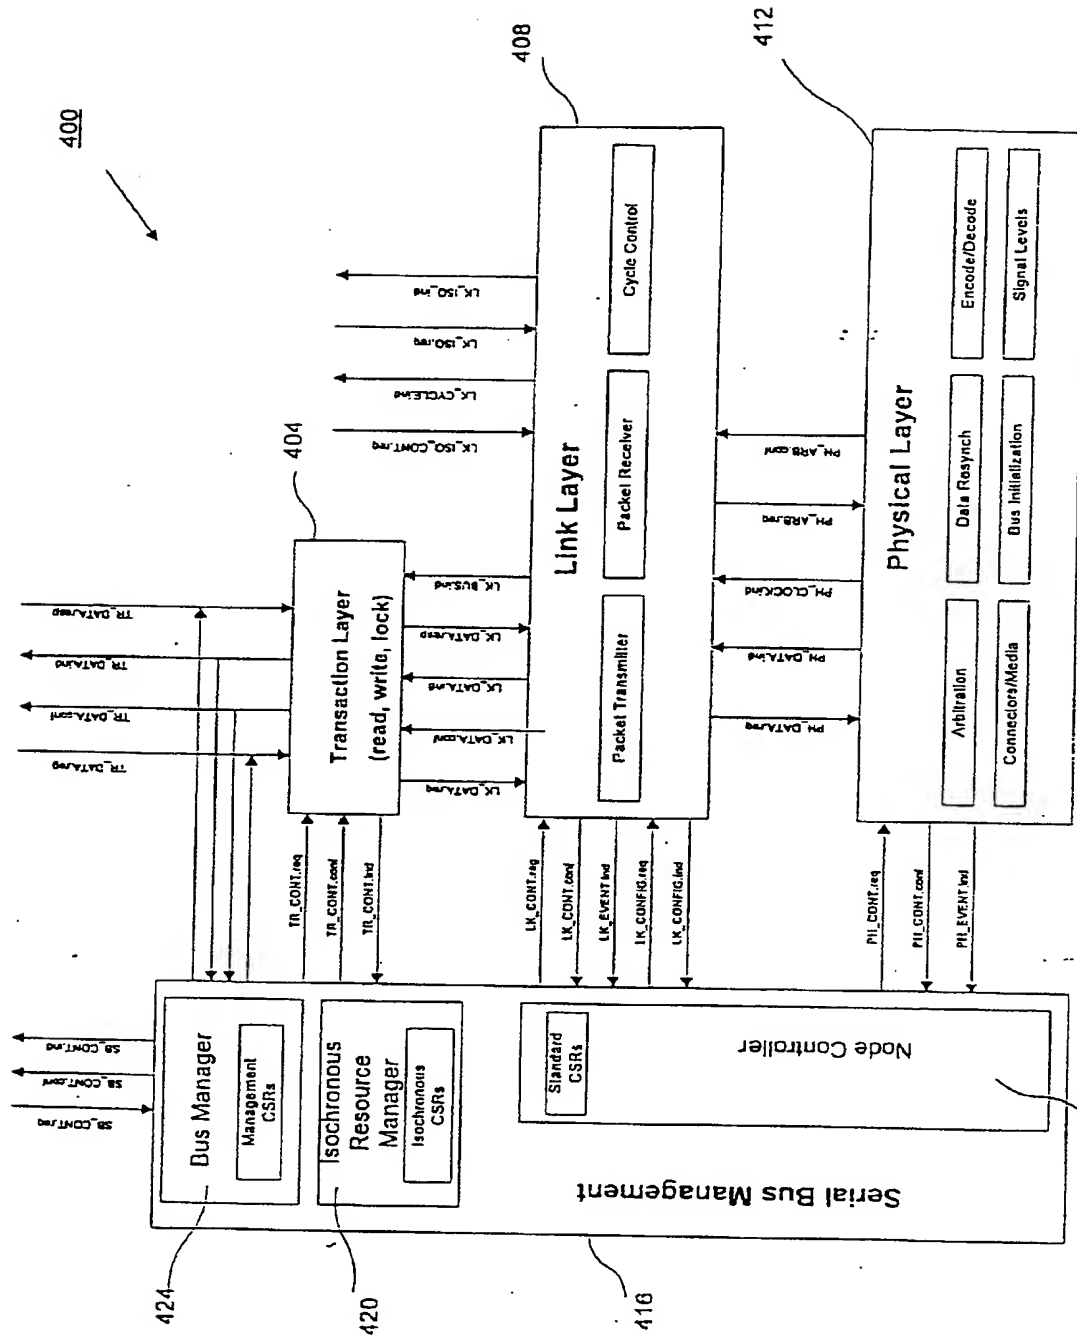 400
SB_CONT.req
SB_CONT.conf
SB_CONT.ind
TR_DATA.req
TR_DATA.conf
TR_DATA.ind
TR_DATA.resp
424
Bus Manager
Management
CSRs
420
Isochronous
Resource
Manager
Isochronous
CSRs
416
Serial Bus Management
Standard
CSRs
Node Controller
TR_CONT.req
TR_CONT.conf
TR_CONT.ind
404
Transaction Layer
(read, write, lock)
LK_DATA.req
LK_DATA.conf
LK_DATA.ind
LK_DATA.resp
LK_BUS.ind
LK_ISO_CONT.req
LK_CYCLE.ind
LK_ISO.req
LK_ISO_ind
LK_CONT.req
LK_CONT.conf
LK_EVENT.ind
LK_CONFIG.req
LK_CONFIG.ind
408
Link Layer
Packet Transmitter
Packet Receiver
Cycle Control
PH_DATA.req
PH_DATA.ind
PH_CLOCK.ind
PH_ARB.req
PH_ARB.conf
PH_CONT.req
PH_CONT.conf
PH_EVENT.ind
412
Physical Layer
Arbitration
Data Rosynch
Encode/Decode
Connectors/Media
Bus Initialization
Signal Levels